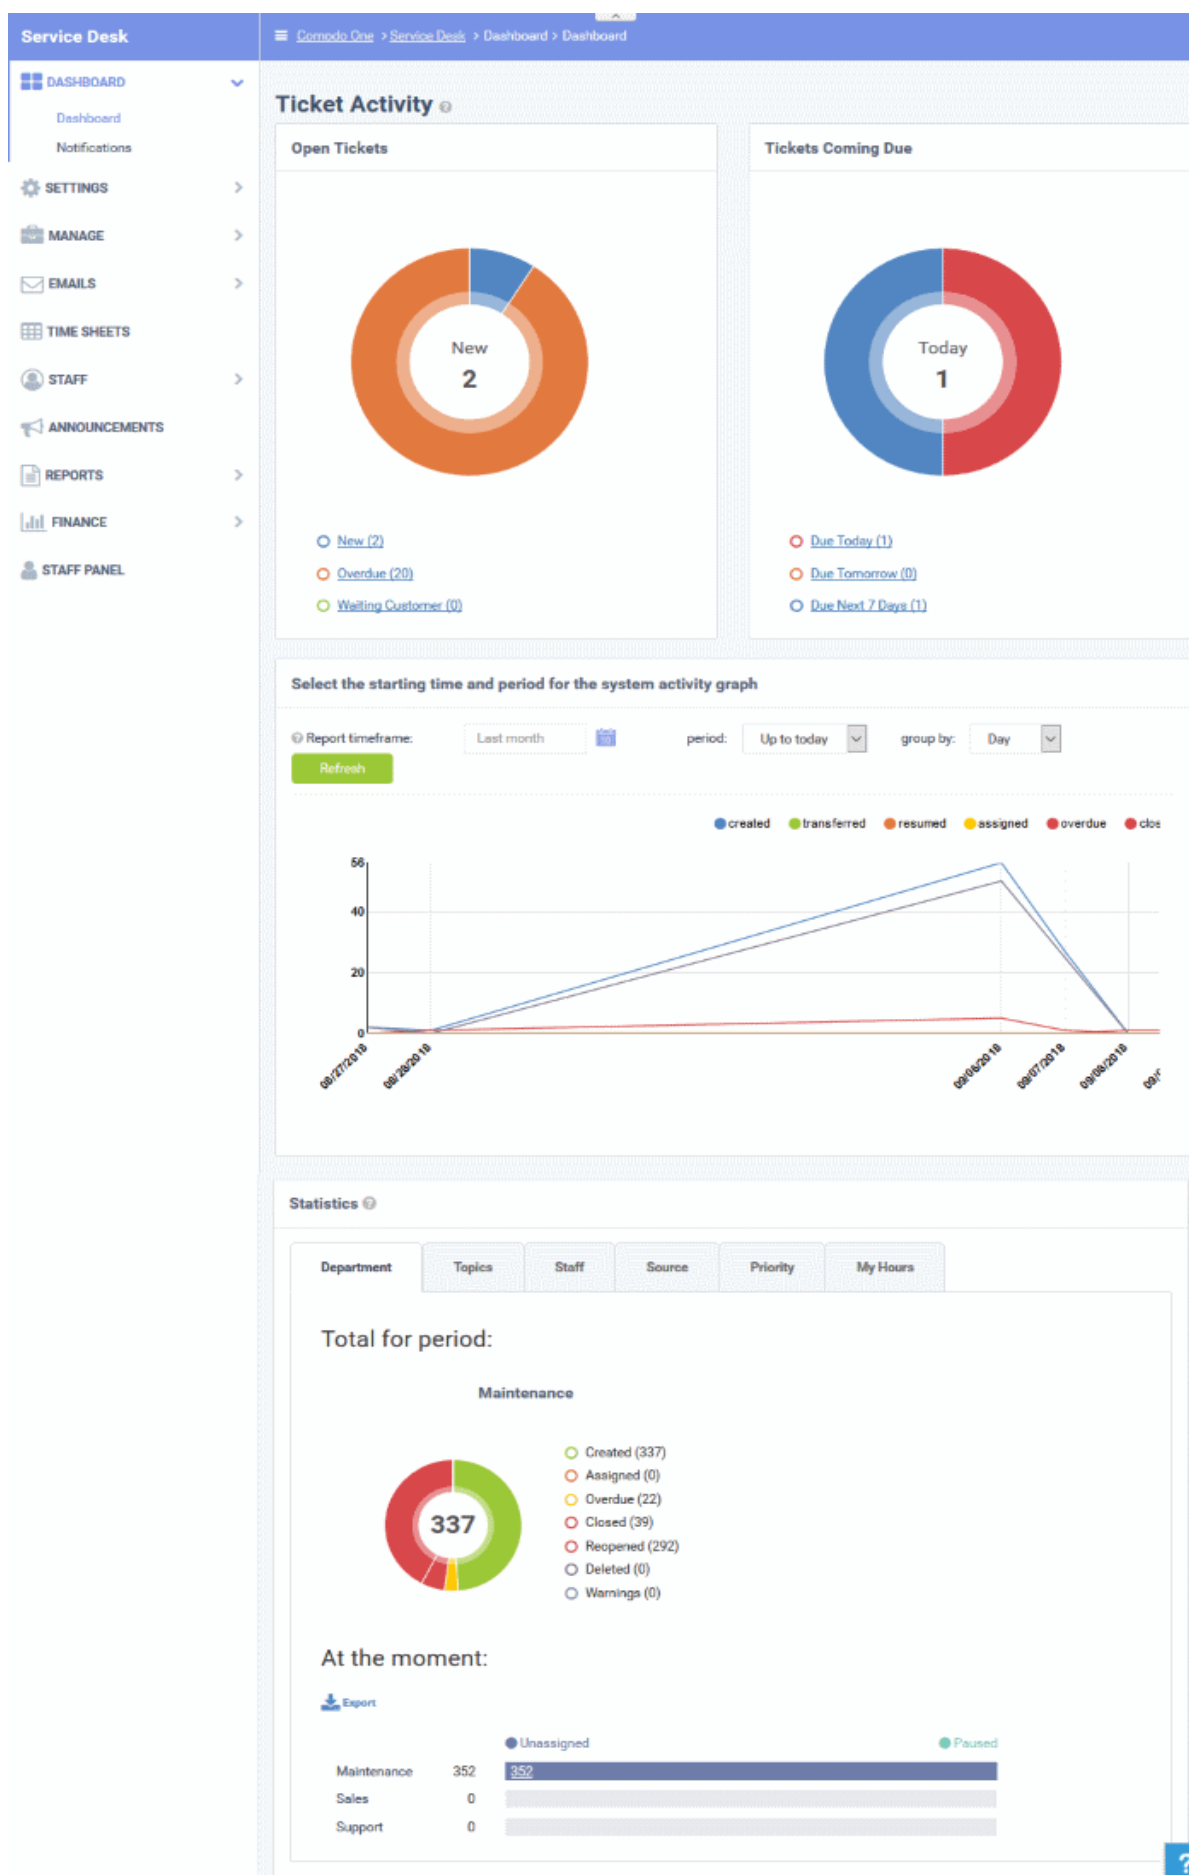 Service Desk
Comodo One > Service Desk > Dashboard > Dashboard
DASHBOARD
Dashboard
Notifications
SETTINGS
MANAGE
EMAILS
TIME SHEETS
STAFF
ANNOUNCEMENTS
REPORTS
FINANCE
STAFF PANEL
Ticket Activity
Open Tickets
New
2
New (2)
Overdue (20)
Waiting Customer (0)
Tickets Coming Due
Today
1
Due Today (1)
Due Tomorrow (0)
Due Next 7 Days (1)
Select the starting time and period for the system activity graph
Report timeframe: Last month period: Up to today group by: Day
Refresh
created transferred resumed assigned overdue clos
56
40
20
0
08/27/2018 08/28/2018 09/06/2018 09/07/2018 09/08/2018 09/0
Statistics
Department Topics Staff Source Priority My Hours
Total for period:
Maintenance
337
Created (337)
Assigned (0)
Overdue (22)
Closed (39)
Reopened (292)
Deleted (0)
Warnings (0)
At the moment:
Export
Unassigned Paused
Maintenance 352 352
Sales 0
Support 0
?